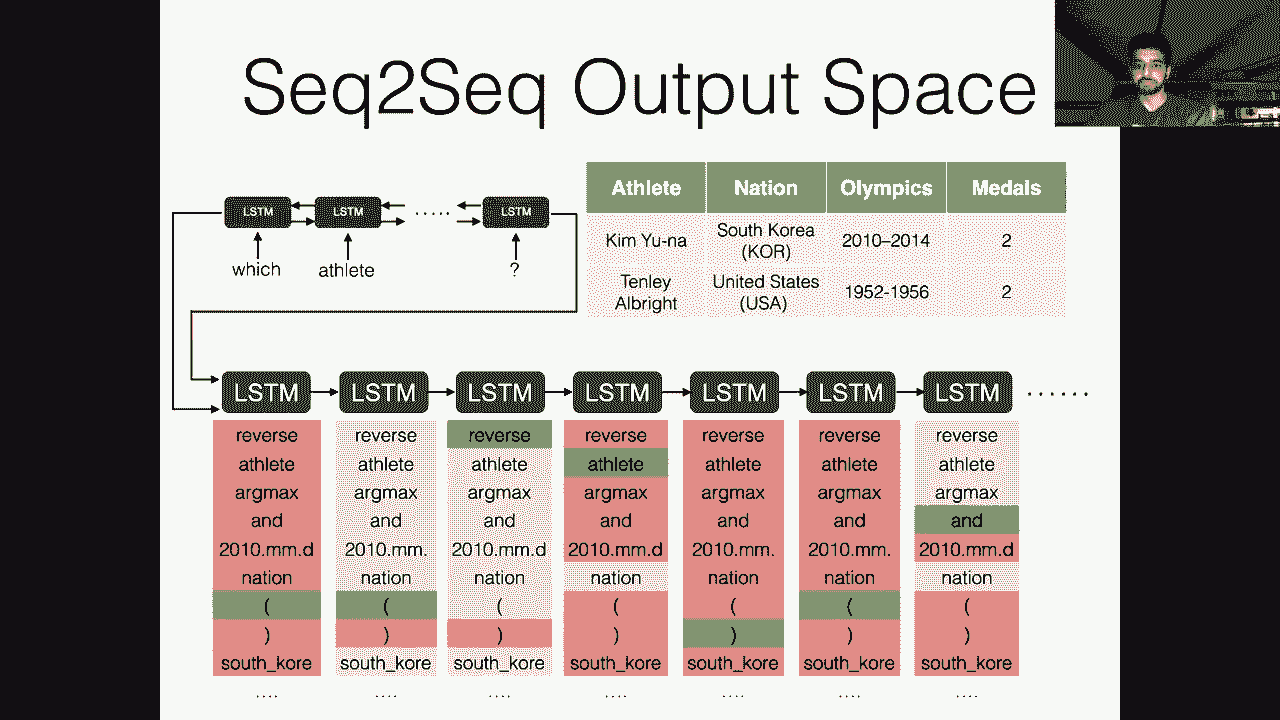 Seq2Seq Output Space
Athlete Nation Olympics Medals
Kim Yu-na South Korea (KOR) 2010–2014 2
Tenley Albright United States (USA) 1952-1956 2
LSTM LSTM ..... LSTM
which athlete ?
LSTM LSTM LSTM LSTM LSTM LSTM LSTM ......
reverse reverse reverse reverse reverse reverse reverse
athlete athlete athlete athlete athlete athlete athlete
argmax argmax argmax argmax argmax argmax argmax
and and and and and and and
2010.mm.d 2010.mm. 2010.mm.d 2010.mm.d 2010.mm. 2010.mm. 2010.mm.d
nation nation nation nation nation nation nation
( ( ( ( ( ( (
) ) ) ) ) ) )
south_kore south_kore south_kore south_kore south_kore south_kore south_kore
.... .... .... .... .... .... ....